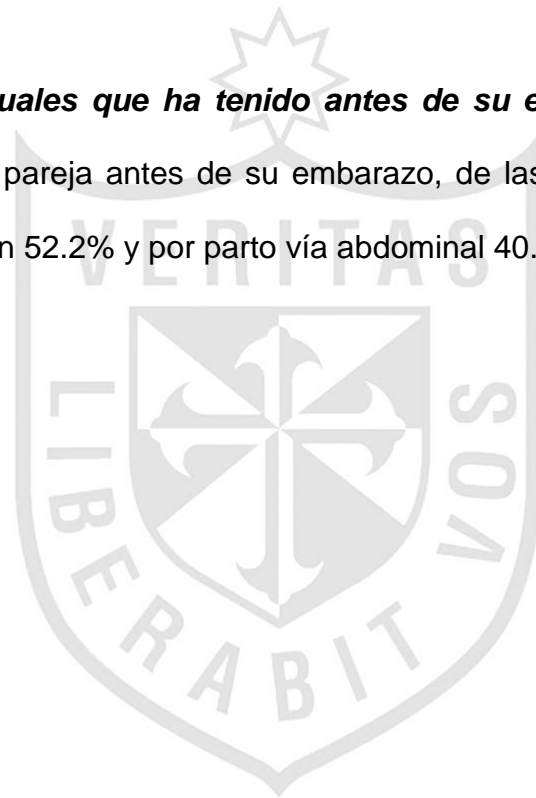 uales que ha tenido antes de su e
pareja antes de su embarazo, de las
n 52.2% y por parto vía abdominal 40.
VERITAS
LIBERABIT VOS